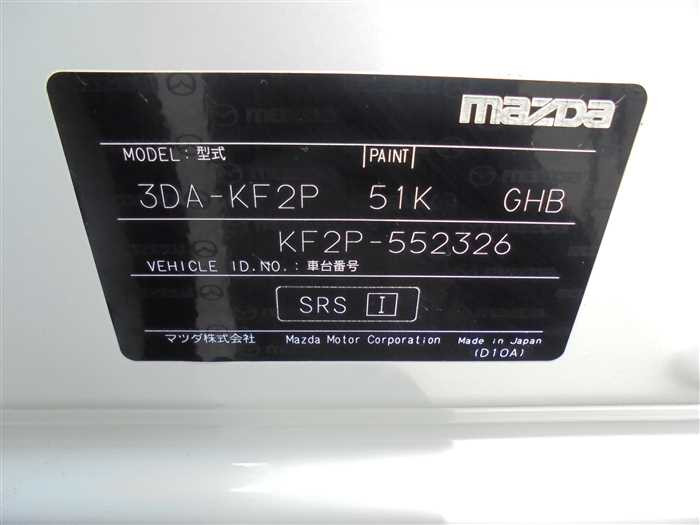 mazda
MODEL: 型式 PAINT
3DA-KF2P 51K GHB
KF2P-552326
VEHICLE ID.NO.: 車台番号
SRS I
マツダ株式会社 Mazda Motor Corporation Made in Japan
(D10A)